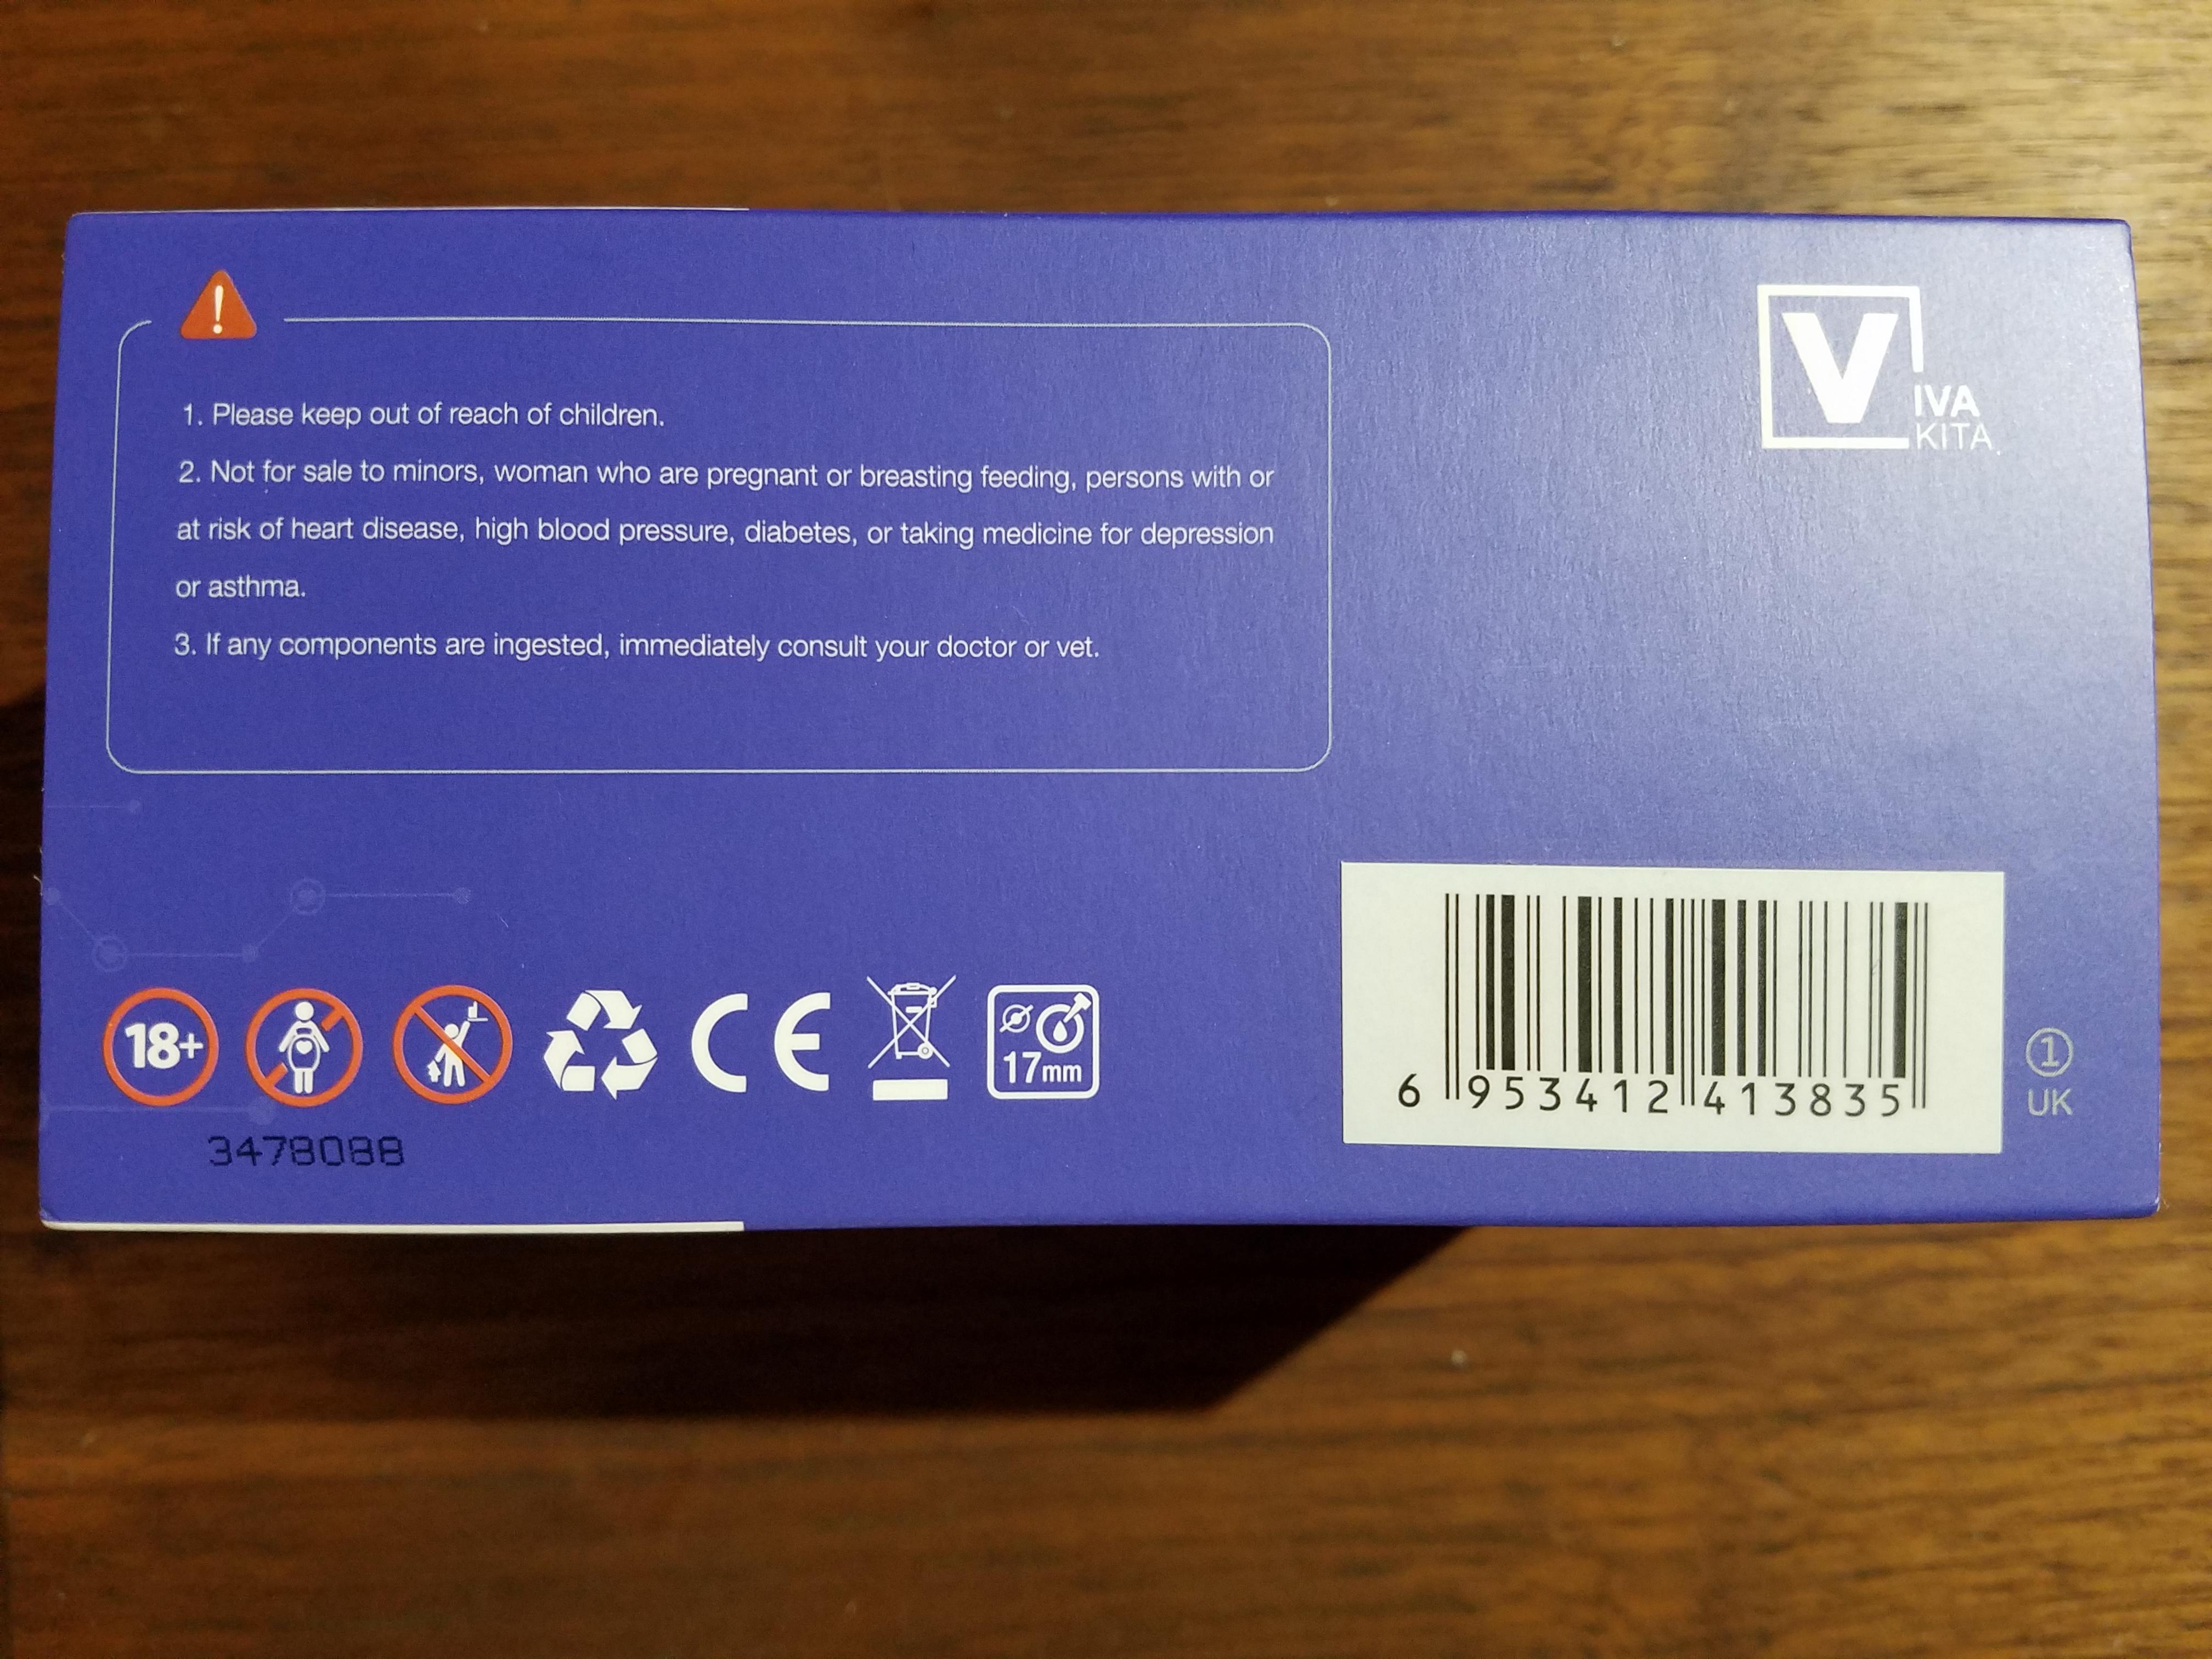 1. Please keep out of reach of children.
2. Not for sale to minors, woman who are pregnant or breasting feeding, persons with or
at risk of heart disease, high blood pressure, diabetes, or taking medicine for depression
or asthma.
3. If any components are ingested, immediately consult your doctor or vet.
VIVA
KITA
18+
CE
17mm
6 953412 413835
1
UK
3478088